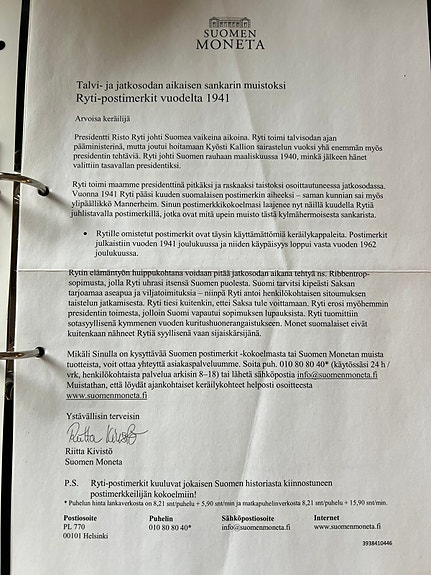 SUOMEN
MONETA
Talvi- ja jatkosodan aikaisen sankarin muistoksi
Ryti-postimerkit vuodelta 1941
Arvoisa keräilijä
Presidentti Risto Ryti johti Suomea vaikeina aikoina. Ryti toimi talvisodan ajan
pääministerinä, mutta joutui hoitamaan Kyösti Kallion sairastelun vuoksi yhä enemmän myös
presidentin tehtäviä. Ryti johti Suomen rauhaan maaliskuussa 1940, minkä jälkeen hänet
valittiin tasavallan presidentiksi.
Ryti toimi maamme presidenttinä pitkäksi ja raskaaksi taistoksi osoittautuneessa jatkosodassa.
Vuonna 1941 Ryti pääsi kuuden suomalaisen postimerkin aiheeksi – saman kunnian sai myös
ylipäällikkö Mannerheim. Sinun postimerkkikokoelmasi laajenee nyt näillä kuudella Rytiä
juhlistavalla postimerkillä, jotka ovat mitä upein muisto tästä kylmähermoisesta sankarista.
• Rytille omistetut postimerkit ovat täysin käyttämättömiä keräilykappaleita. Postimerkit
julkaistiin vuoden 1941 joulukuussa ja niiden käypäisyys loppui vasta vuoden 1962
joulukuussa.
Rytin elämäntyön huippukohtana voidaan pitää jatkosodan aikana tehtyä ns. Ribbentrop-
sopimusta, jolla Ryti uhrasi itsensä Suomen puolesta. Suomi tarvitsi kipeästi Saksan
tarjoamaa aseapua ja viljatoimituksia – niinpä Ryti antoi henkilökohtaisen sitoumuksen
taistelun jatkamisesta. Ryti tiesi kuitenkin, ettei Saksa tule voittamaan. Ryti erosi myöhemmin
presidentin toimesta, jolloin Suomi vapautui sopimuksen lupauksista. Ryti tuomittiin
sotasyyllisenä kymmenen vuoden kuritushuonerangaistukseen. Monet suomalaiset eivät
kuitenkaan nähneet Rytiä syyllisenä vaan sijaiskärsijänä.
Mikäli Sinulla on kysyttävää Suomen postimerkit -kokoelmasta tai Suomen Monetan muista
tuotteista, voit ottaa yhteyttä asiakaspalveluumme. Soita puh. 010 80 80 40* (käytössäsi 24 h /
vrk, henkilökohtaista palvelua arkisin 8–18) tai lähetä sähköpostia info@suomenmoneta.fi
Muistathan, että löydät ajankohtaiset keräilykohteet helposti osoitteesta
www.suomenmoneta.fi
Ystävällisin terveisin
Riitta Kivistö
Riitta Kivistö
Suomen Moneta
P.S. Ryti-postimerkit kuuluvat jokaisen Suomen historiasta kiinnostuneen
postimerkkeilijän kokoelmiin!
* Puhelun hinta lankaverkosta on 8,21 snt/puhelu + 5,90 snt/min ja matkapuhelinverkosta 8,21 snt/puhelu + 15,90 snt/min.
Postiosoite Puhelin Sähköpostiosoite Internet
PL 770 010 80 80 40* info@suomenmoneta.fi www.suomenmoneta.fi
00101 Helsinki
3938410446